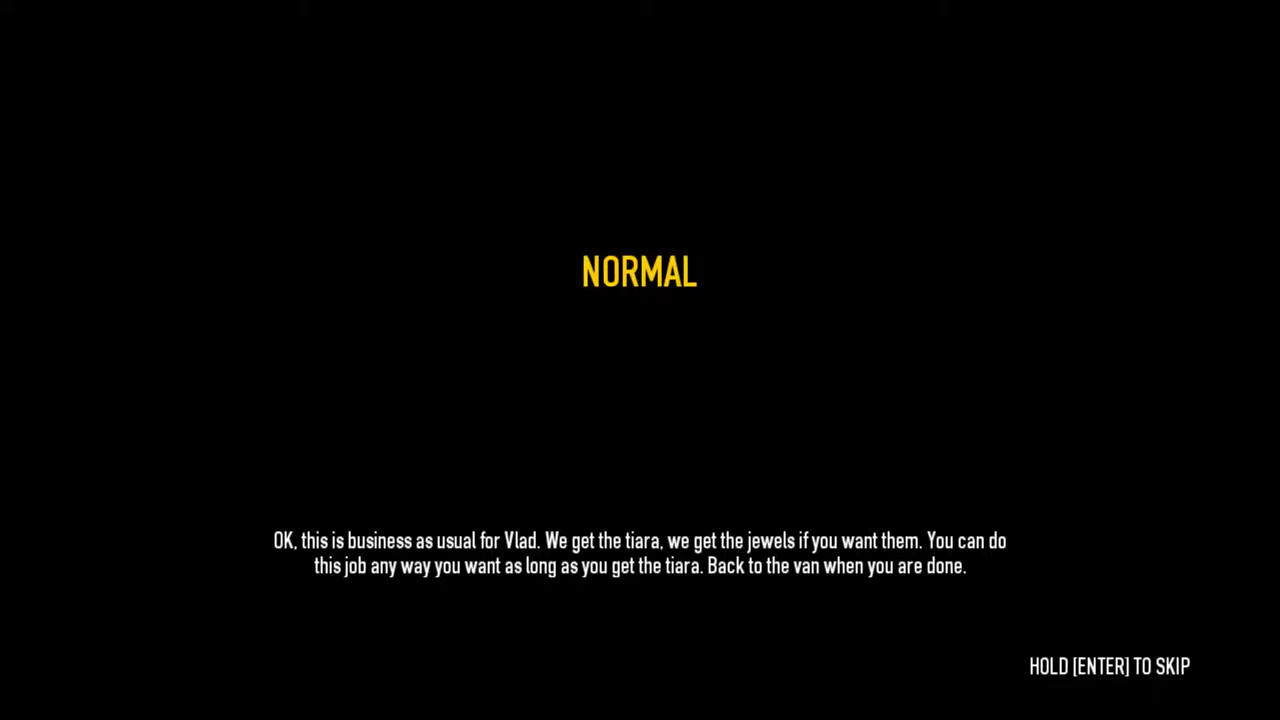 NORMAL
OK, this is business as usual for Vlad. We get the tiara, we get the jewels if you want them. You can do
this job any way you want as long as you get the tiara. Back to the van when you are done.
HOLD [ENTER] TO SKIP